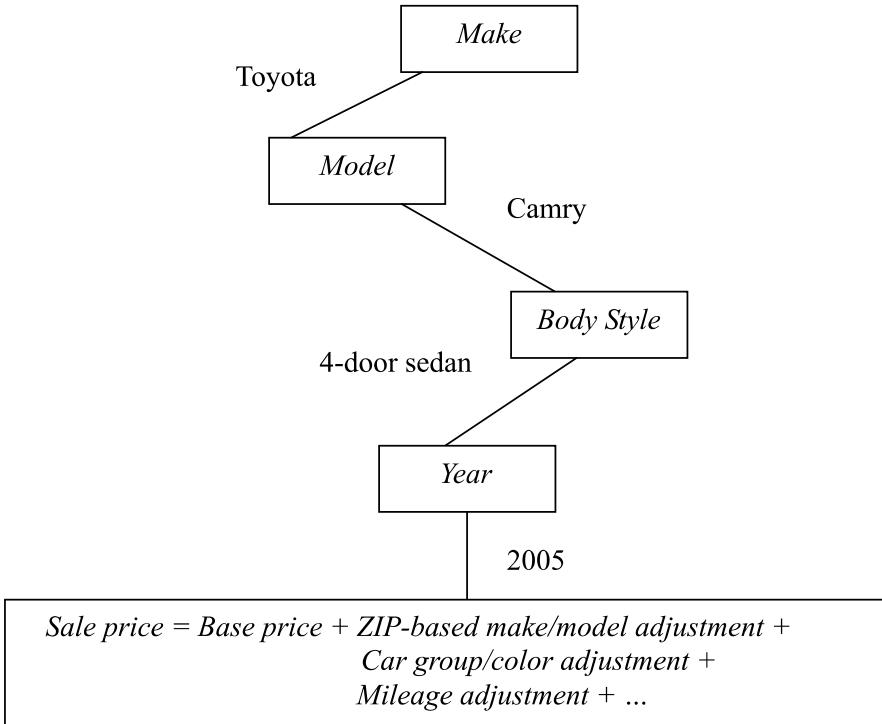 Make
Toyota
Model
Camry
Body Style
4-door sedan
Year
2005
Sale price = Base price + ZIP-based make/model adjustment +
Car group/color adjustment +
Mileage adjustment + ...